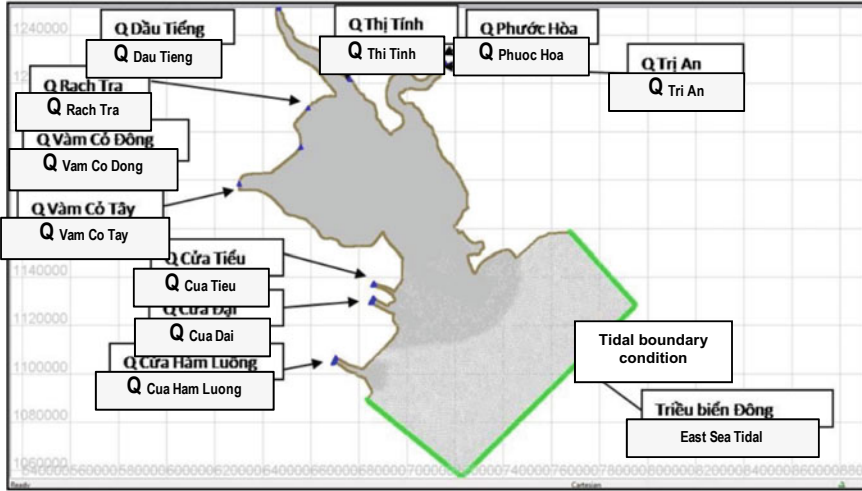 1240000
Q Dầu Tiếng
Q Dau Tieng
Q Thị Tính
Q Thi Tinh
Q Phước Hòa
Q Phuoc Hoa
Q Trị An
Q Tri An
Q Rạch Tra
Q Rach Tra
Q Vàm Cỏ Đông
Q Vam Co Dong
Q Vàm Cỏ Tây
Q Vam Co Tay
Q Cửa Tiểu
Q Cua Tieu
1140000
Q Cửa Đại
Q Cua Dai
1120000
Q Cửa Hàm Luông
Q Cua Ham Luong
1100000
1080000
1060000
Tidal boundary
condition
Triều biển Đông
East Sea Tidal
Ready
Cartesian